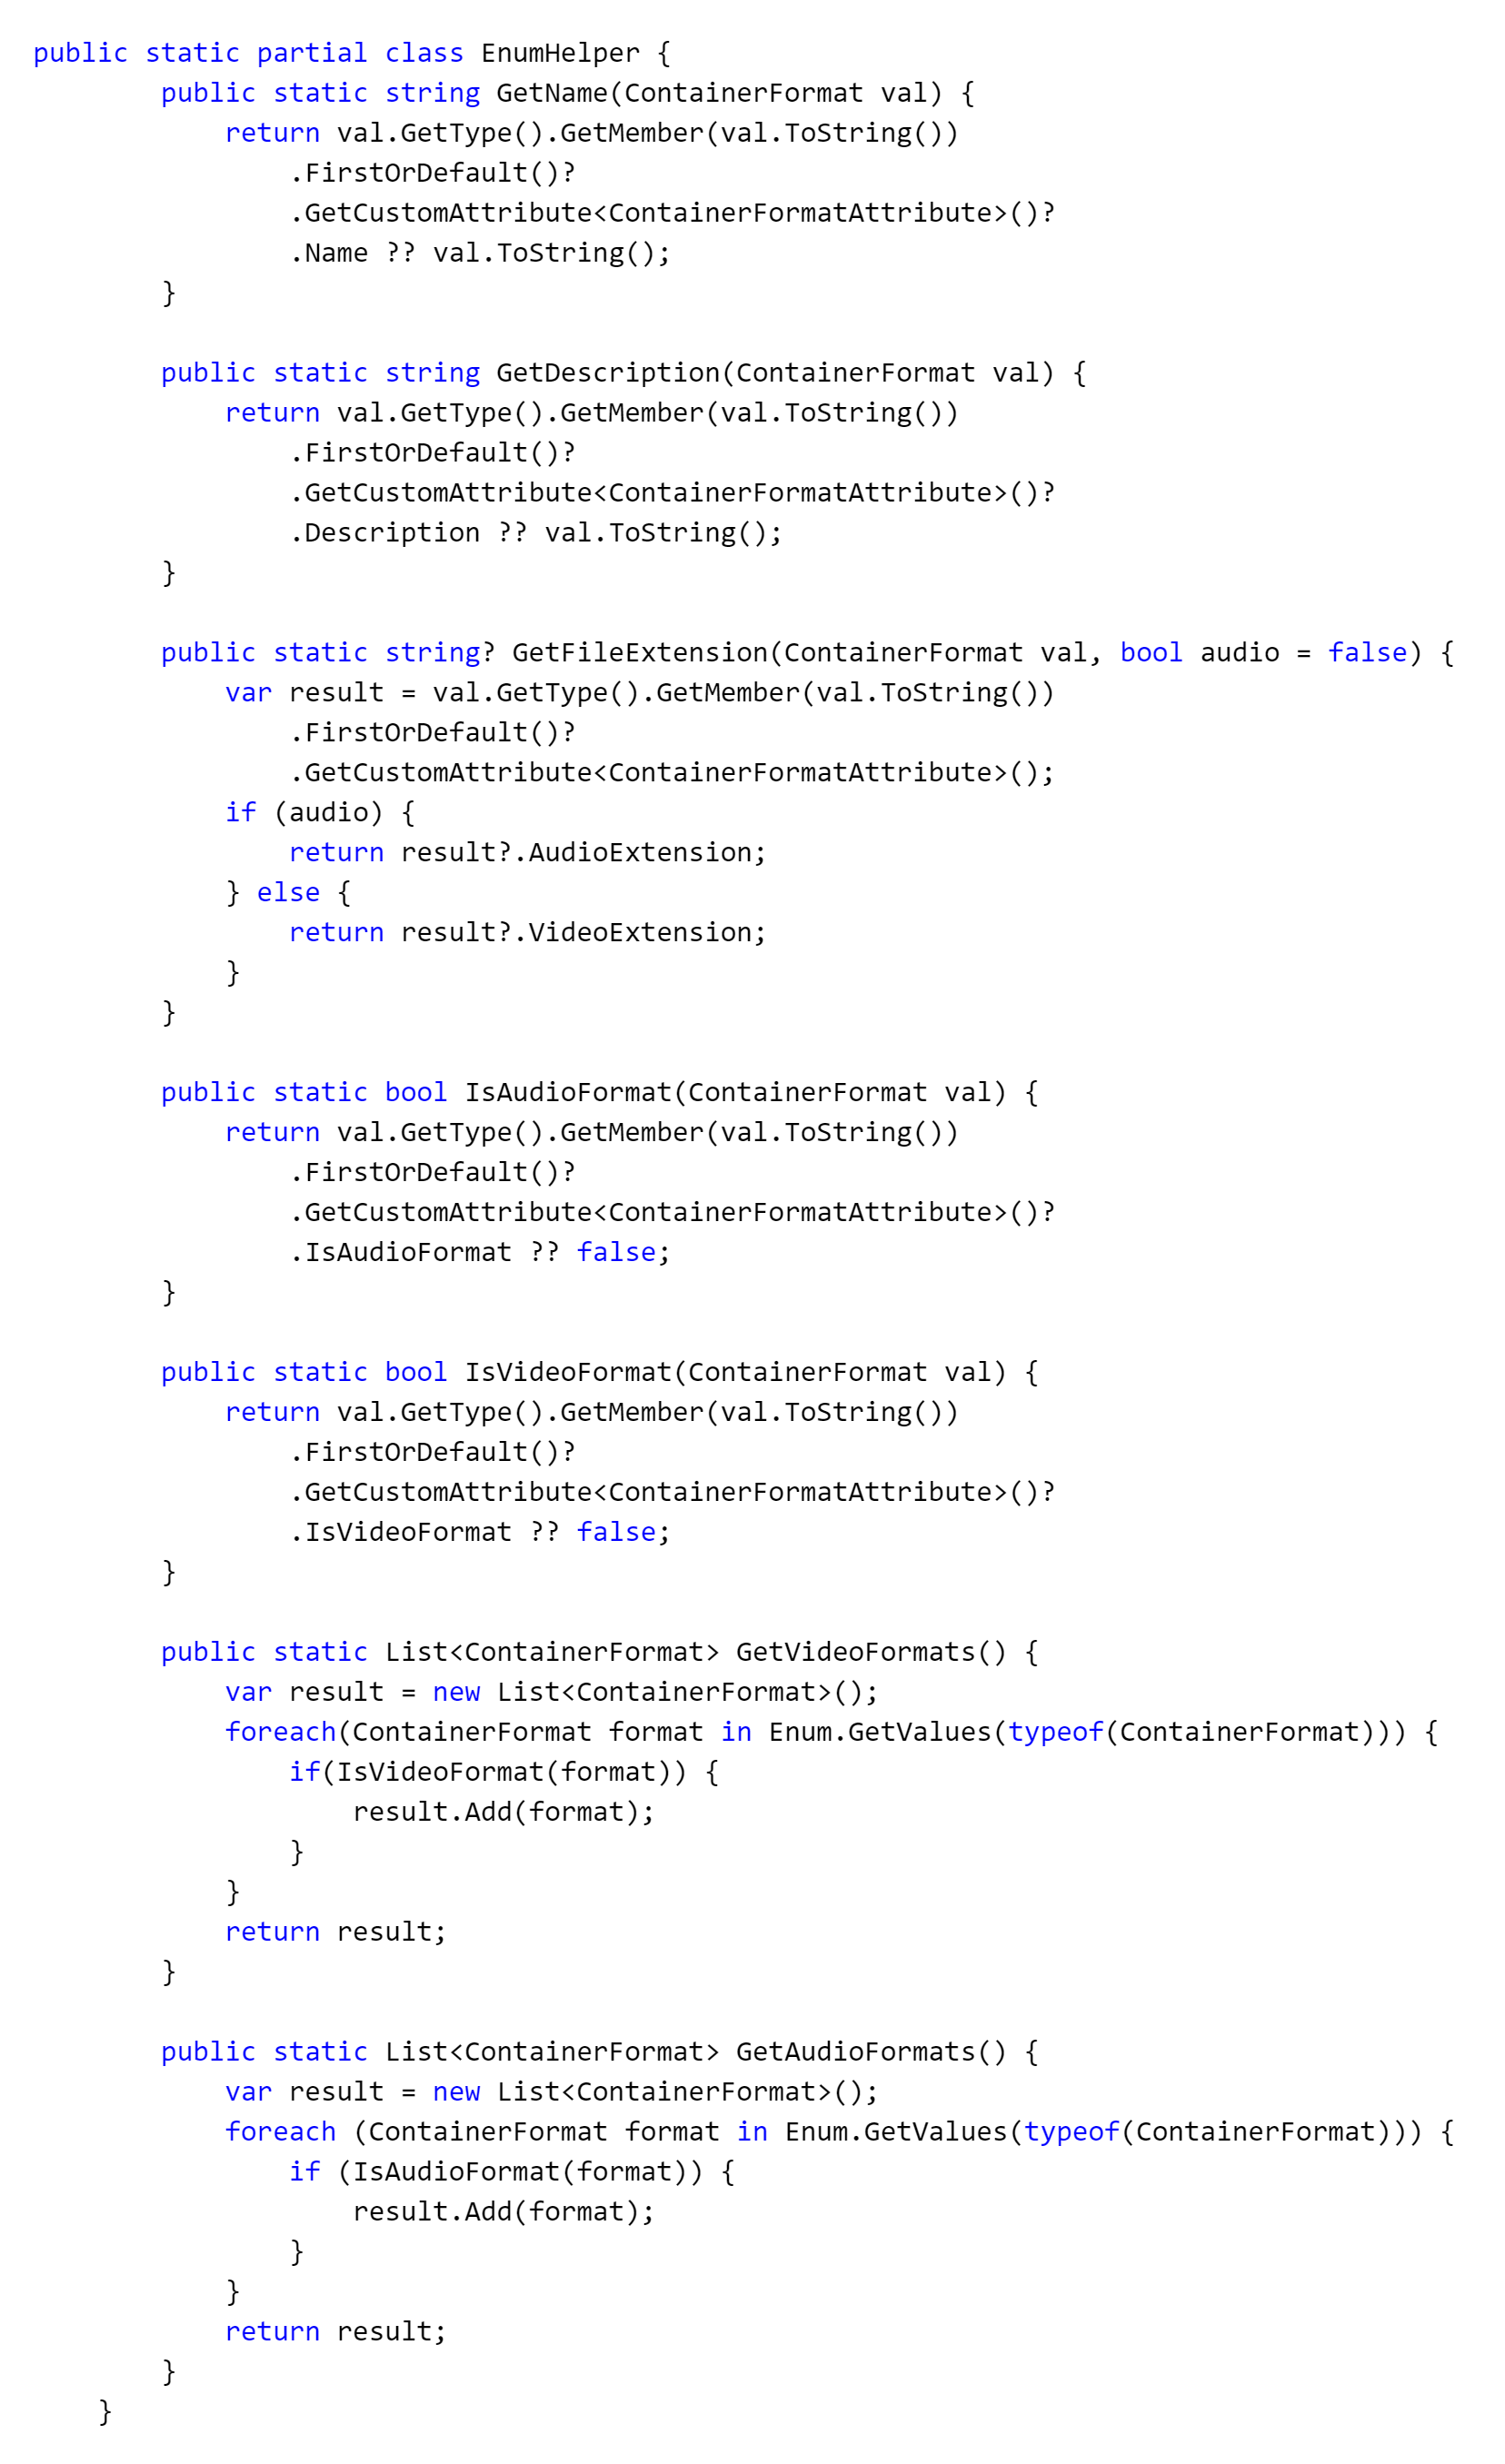 public static partial class EnumHelper {
        public static string GetName(ContainerFormat val) {
            return val.GetType().GetMember(val.ToString())
                .FirstOrDefault()?
                .GetCustomAttribute<ContainerFormatAttribute>()?
                .Name ?? val.ToString();
        }

        public static string GetDescription(ContainerFormat val) {
            return val.GetType().GetMember(val.ToString())
                .FirstOrDefault()?
                .GetCustomAttribute<ContainerFormatAttribute>()?
                .Description ?? val.ToString();
        }

        public static string? GetFileExtension(ContainerFormat val, bool audio = false) {
            var result = val.GetType().GetMember(val.ToString())
                .FirstOrDefault()?
                .GetCustomAttribute<ContainerFormatAttribute>();
            if (audio) {
                return result?.AudioExtension;
            } else {
                return result?.VideoExtension;
            }
        }

        public static bool IsAudioFormat(ContainerFormat val) {
            return val.GetType().GetMember(val.ToString())
                .FirstOrDefault()?
                .GetCustomAttribute<ContainerFormatAttribute>()?
                .IsAudioFormat ?? false;
        }

        public static bool IsVideoFormat(ContainerFormat val) {
            return val.GetType().GetMember(val.ToString())
                .FirstOrDefault()?
                .GetCustomAttribute<ContainerFormatAttribute>()?
                .IsVideoFormat ?? false;
        }

        public static List<ContainerFormat> GetVideoFormats() {
            var result = new List<ContainerFormat>();
            foreach(ContainerFormat format in Enum.GetValues(typeof(ContainerFormat))) {
                if(IsVideoFormat(format)) {
                    result.Add(format);
                }
            }
            return result;
        }

        public static List<ContainerFormat> GetAudioFormats() {
            var result = new List<ContainerFormat>();
            foreach (ContainerFormat format in Enum.GetValues(typeof(ContainerFormat))) {
                if (IsAudioFormat(format)) {
                    result.Add(format);
                }
            }
            return result;
        }
    }